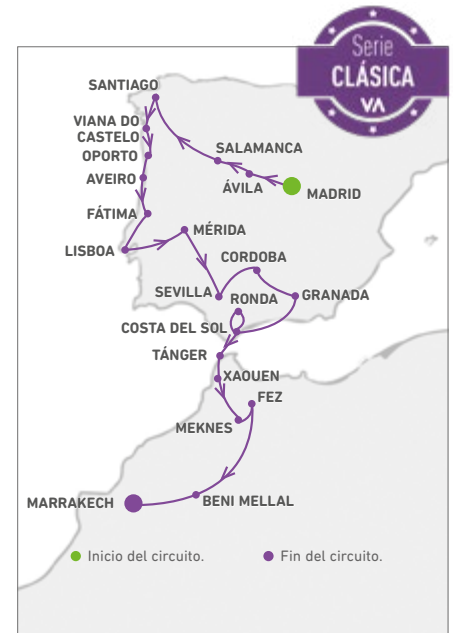 Serie
CLÁSICA
VA
SANTIAGO
VIANA DO
CASTELO
OPORTO
AVEIRO
FÁTIMA
LISBOA
SALAMANCA
ÁVILA
MADRID
MÉRIDA
CORDOBA
SEVILLA
RONDA
GRANADA
COSTA DEL SOL
TÁNGER
XAOUEN
FEZ
MEKNES
MARRAKECH
BENI MELLAL
Inicio del circuito.
Fin del circuito.